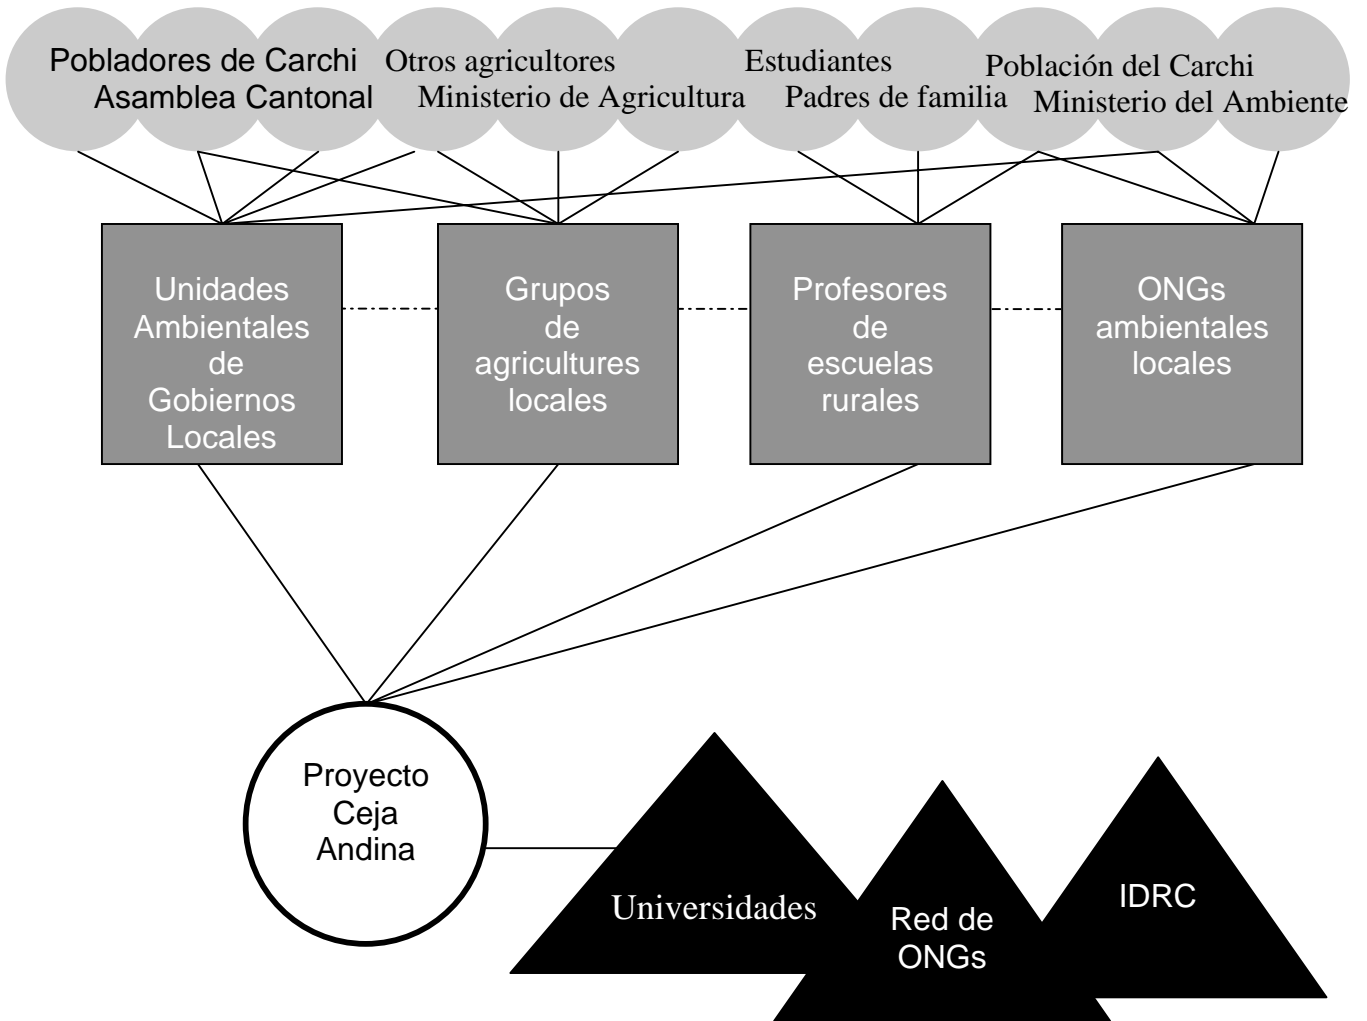 Pobladores de Carchi
Asamblea Cantonal
Otros agricultores
Ministerio de Agricultura
Estudiantes
Padres de familia
Población del Carchi
Ministerio del Ambiente
Unidades
Ambientales
de
Gobiernos
Locales
Grupos
de
agricultures
locales
Profesores
de
escuelas
rurales
ONGs
ambientales
locales
Proyecto
Ceja
Andina
Universidades
Red de
ONGs
IDRC